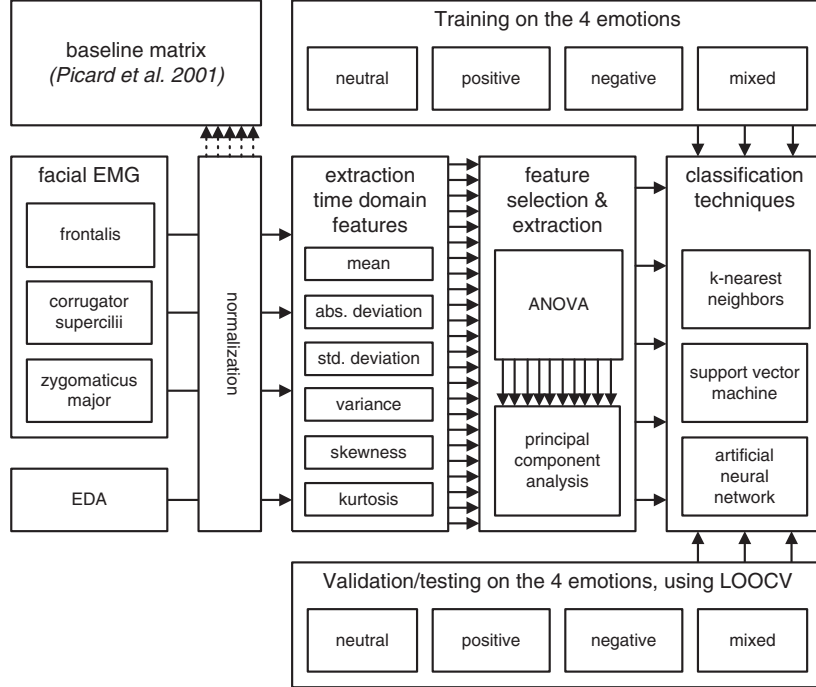 baseline matrix
(Picard et al. 2001)
Training on the 4 emotions
neutral
positive
negative
mixed
facial EMG
frontalis
corrugator
supercilii
zygomaticus
major
EDA
normalization
extraction
time domain
features
mean
abs. deviation
std. deviation
variance
skewness
kurtosis
feature
selection &
extraction
ANOVA
principal
component
analysis
classification
techniques
k-nearest
neighbors
support vector
machine
artificial
neural
network
Validation/testing on the 4 emotions, using LOOCV
neutral
positive
negative
mixed